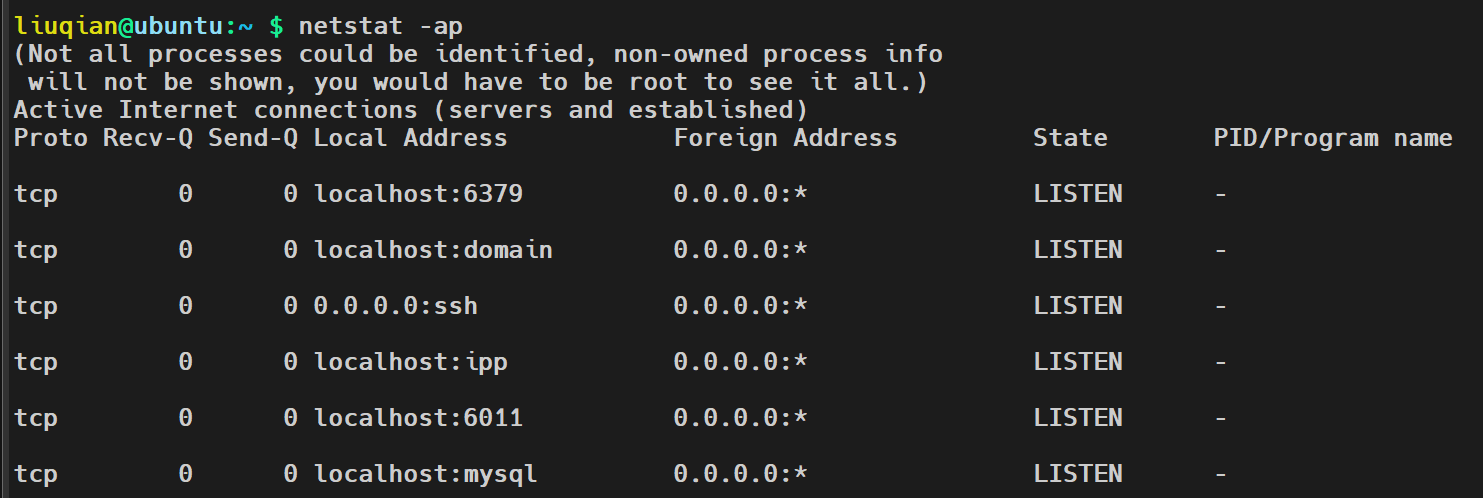 liuqian@ubuntu:~ $ netstat -ap
(Not all processes could be identified, non-owned process info
 will not be shown, you would have to be root to see it all.)
Active Internet connections (servers and established)
Proto Recv-Q Send-Q Local Address           Foreign Address         State       PID/Program name
tcp        0      0 localhost:6379          0.0.0.0:*               LISTEN      -
tcp        0      0 localhost:domain        0.0.0.0:*               LISTEN      -
tcp        0      0 0.0.0.0:ssh             0.0.0.0:*               LISTEN      -
tcp        0      0 localhost:ipp           0.0.0.0:*               LISTEN      -
tcp        0      0 localhost:6011          0.0.0.0:*               LISTEN      -
tcp        0      0 localhost:mysql         0.0.0.0:*               LISTEN      -